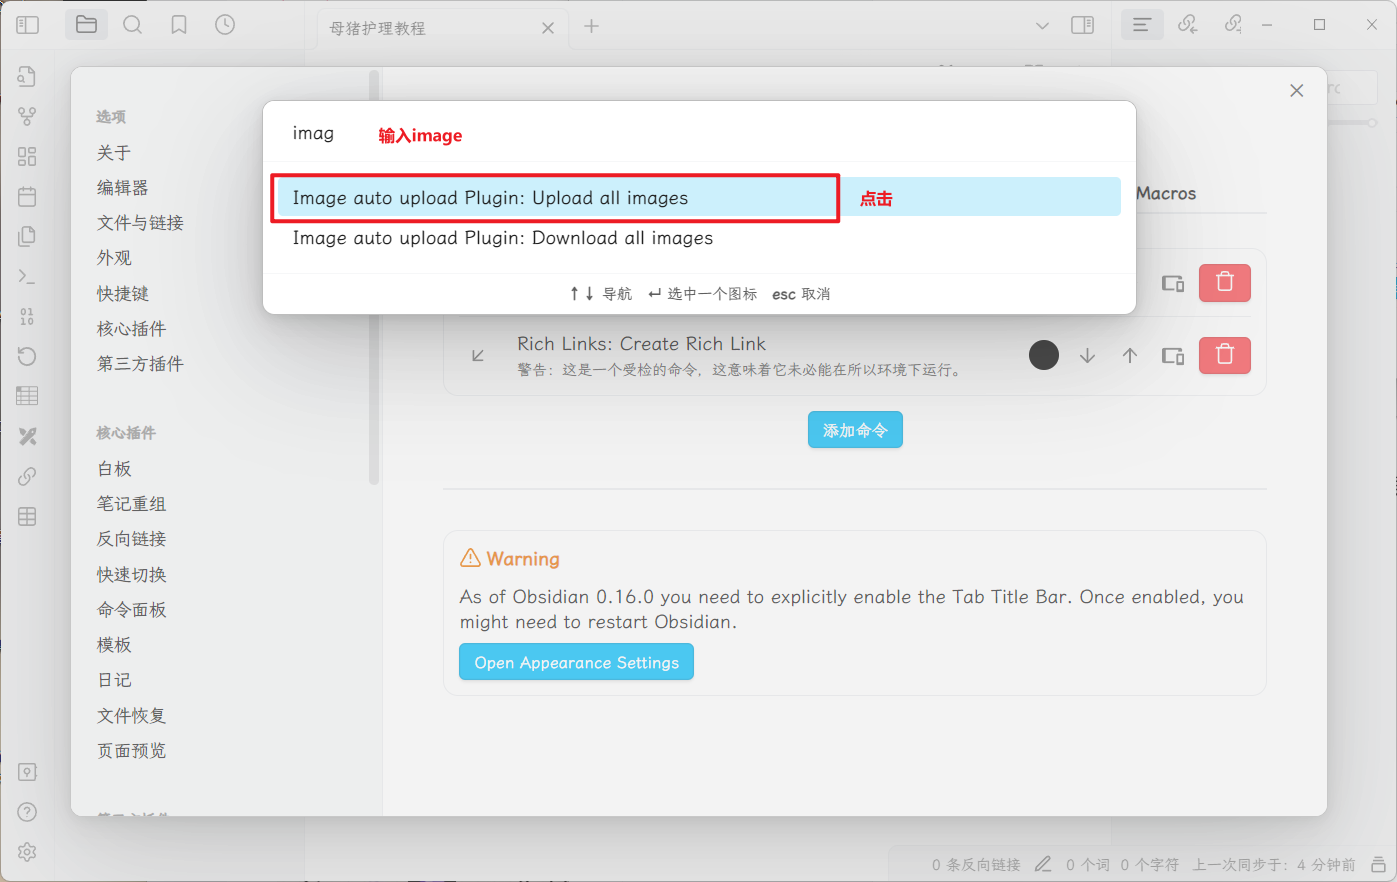 母猪护理教程
选项
关于
编辑器
文件与链接
外观
快捷键
核心插件
第三方插件
核心插件
白板
笔记重组
反向链接
快速切换
命令面板
模板
日记
文件恢复
页面预览
imag
输入image
Image auto upload Plugin: Upload all images
点击
Image auto upload Plugin: Download all images
↑↓ 导航 ↵ 选中一个图标 esc 取消
Macros
Rich Links: Create Rich Link
警告：这是一个受检的命令，这意味着它未必能在所以环境下运行。
添加命令
Warning
As of Obsidian 0.16.0 you need to explicitly enable the Tab Title Bar. Once enabled, you
might need to restart Obsidian.
Open Appearance Settings
0 条反向链接 0 个词 0 个字符 上一次同步于：4 分钟前